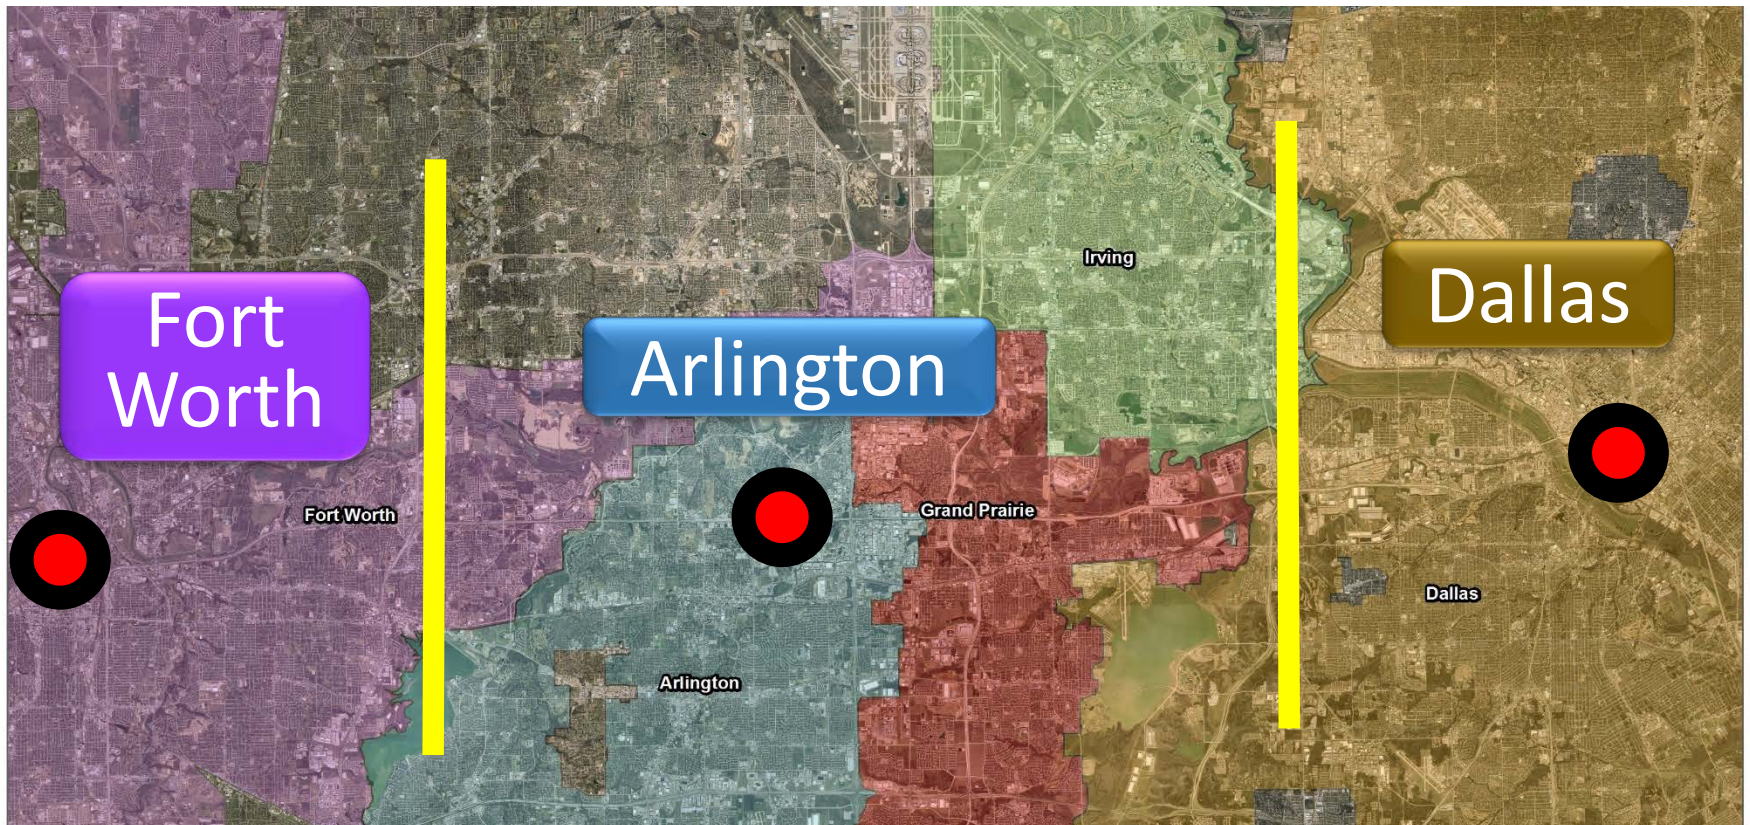 Irving
Dallas
Fort
Worth
Arlington
Fort Worth
Grand Prairie
Dallas
Arlington